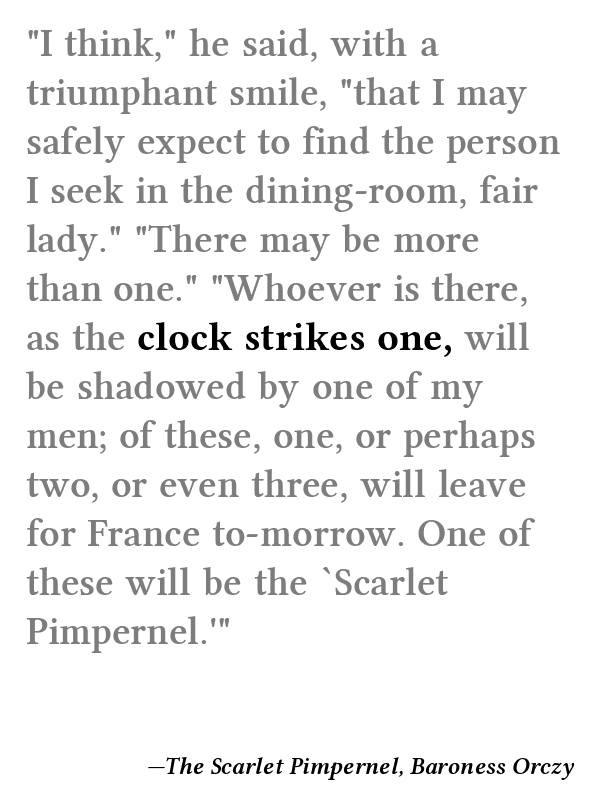 "I think," he said, with a
triumphant smile, "that I may
safely expect to find the person
I seek in the dining-room, fair
lady." "There may be more
than one." "Whoever is there,
as the clock strikes one, will
be shadowed by one of my
men; of these, one, or perhaps
two, or even three, will leave
for France to-morrow. One of
these will be the `Scarlet
Pimpernel.'"
—The Scarlet Pimpernel, Baroness Orczy